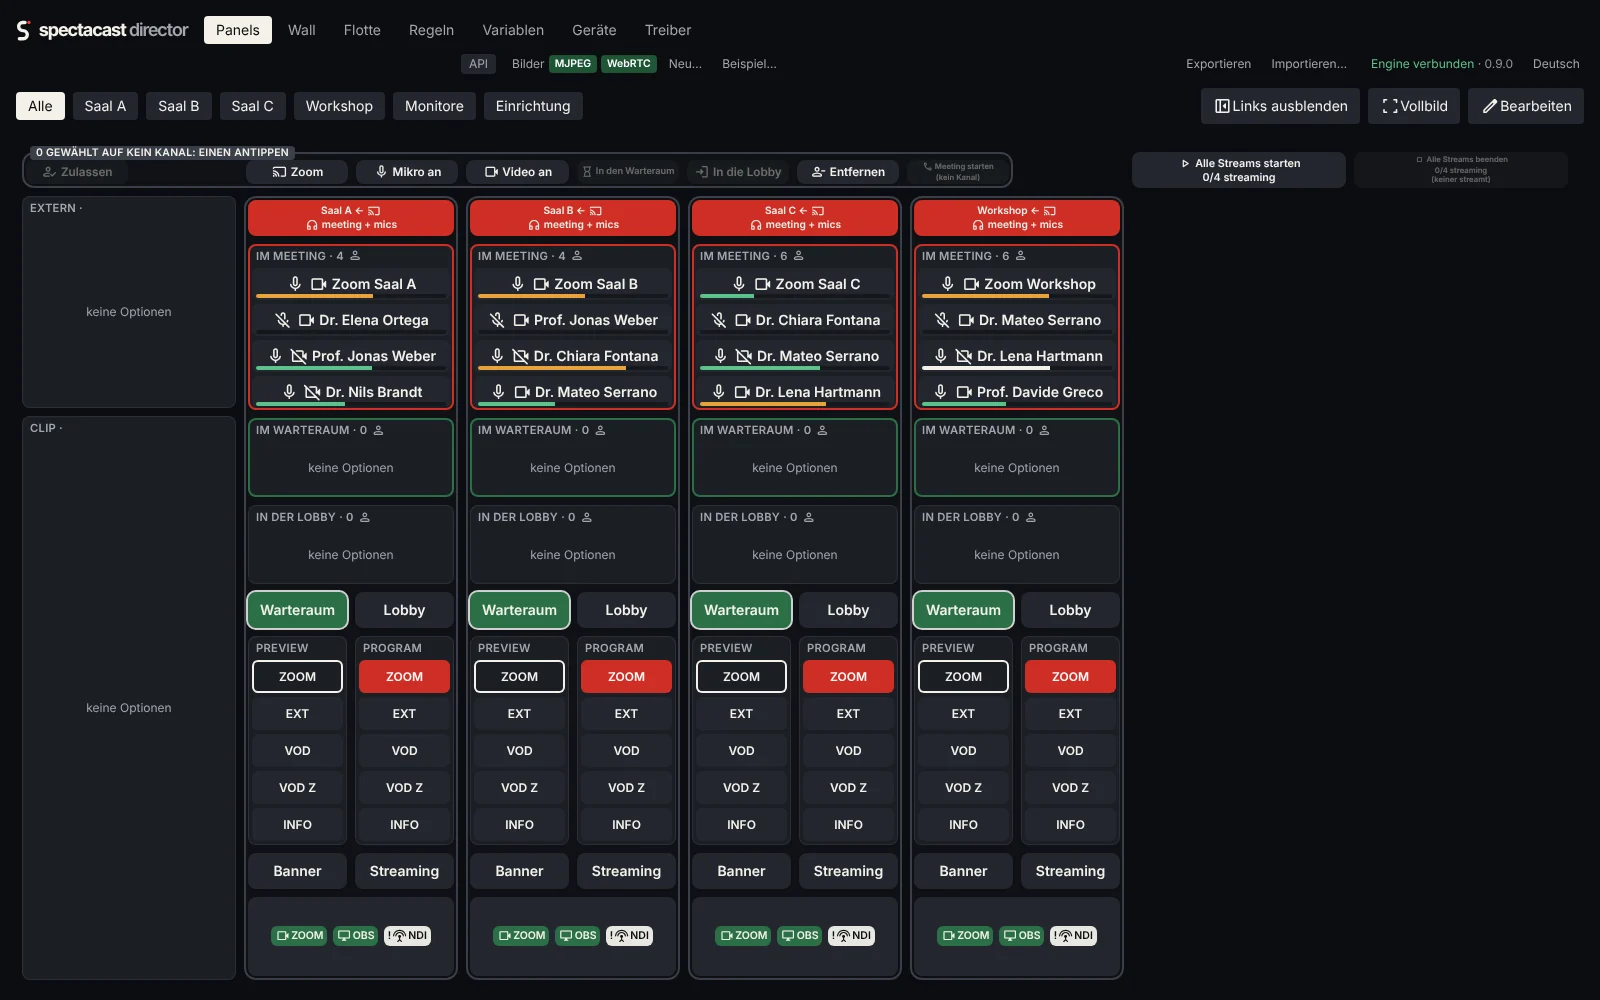 spectacast director
Panels Wall Flotte Regeln Variablen Geräte Treiber
API Bilder MJPEG WebRTC Neu... Beispiel... Exportieren Importieren... Engine verbunden · 0.9.0 Deutsch
Alle Saal A Saal B Saal C Workshop Monitore Einrichtung Links ausblenden Vollbild Bearbeiten
0 GEWÄHLT AUF KEIN KANAL: EINEN ANTIPPEN
Zulassen Zoom Mikro an Video an In den Warteraum In die Lobby Entfernen Meeting starten
(kein Kanal)
Alle Streams starten
0/4 streaming
Alle Streams beenden
0/4 streaming
(keiner streamt)
EXTERN ·
keine Optionen
CLIP ·
keine Optionen
Saal A ←
meeting + mics
IM MEETING · 4
Zoom Saal A
Dr. Elena Ortega
Prof. Jonas Weber
Dr. Nils Brandt
IM WARTERAUM · 0
keine Optionen
IN DER LOBBY · 0
keine Optionen
Warteraum Lobby
PREVIEW PROGRAM
ZOOM ZOOM
EXT EXT
VOD VOD
VOD Z VOD Z
INFO INFO
Banner Streaming
ZOOM OBS ! NDI
Saal B ←
meeting + mics
IM MEETING · 4
Zoom Saal B
Prof. Jonas Weber
Dr. Chiara Fontana
Dr. Mateo Serrano
IM WARTERAUM · 0
keine Optionen
IN DER LOBBY · 0
keine Optionen
Warteraum Lobby
PREVIEW PROGRAM
ZOOM ZOOM
EXT EXT
VOD VOD
VOD Z VOD Z
INFO INFO
Banner Streaming
ZOOM OBS ! NDI
Saal C ←
meeting + mics
IM MEETING · 6
Zoom Saal C
Dr. Chiara Fontana
Dr. Mateo Serrano
Dr. Lena Hartmann
IM WARTERAUM · 0
keine Optionen
IN DER LOBBY · 0
keine Optionen
Warteraum Lobby
PREVIEW PROGRAM
ZOOM ZOOM
EXT EXT
VOD VOD
VOD Z VOD Z
INFO INFO
Banner Streaming
ZOOM OBS ! NDI
Workshop ←
meeting + mics
IM MEETING · 6
Zoom Workshop
Dr. Mateo Serrano
Dr. Lena Hartmann
Prof. Davide Greco
IM WARTERAUM · 0
keine Optionen
IN DER LOBBY · 0
keine Optionen
Warteraum Lobby
PREVIEW PROGRAM
ZOOM ZOOM
EXT EXT
VOD VOD
VOD Z VOD Z
INFO INFO
Banner Streaming
ZOOM OBS ! NDI